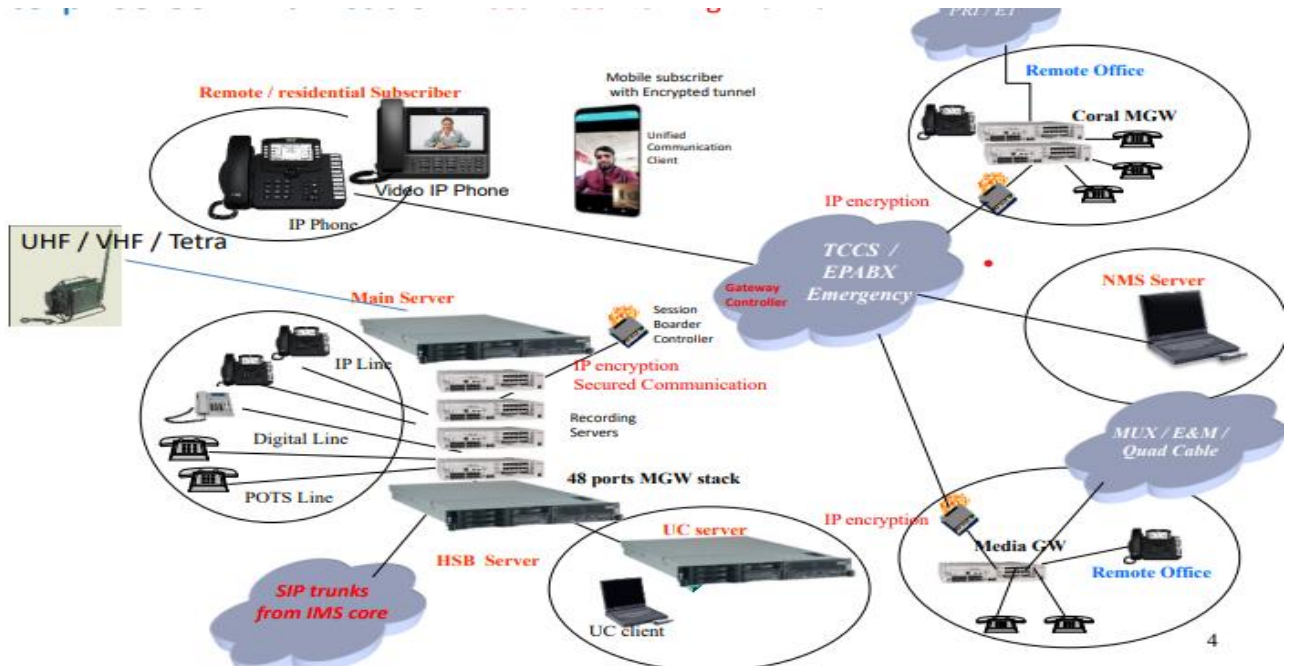 PRI / E1
Remote / residential Subscriber
Video IP Phone
IP Phone
Mobile subscriber
with Encrypted tunnel
Unified
Communication
Client
Remote Office
Coral MGW
IP encryption
UHF / VHF / Tetra
TCCS /
EPABX
Emergency
Gateway
Controller
NMS Server
Main Server
Session
Boarder
Controller
IP Line
IP encryption
Secured Communication
Digital Line
Recording
Servers
POTS Line
48 ports MGW stack
MUX / E&M /
Quad Cable
HSB Server
UC server
IP encryption
Media GW
Remote Office
SIP trunks
from IMS core
UC client
4